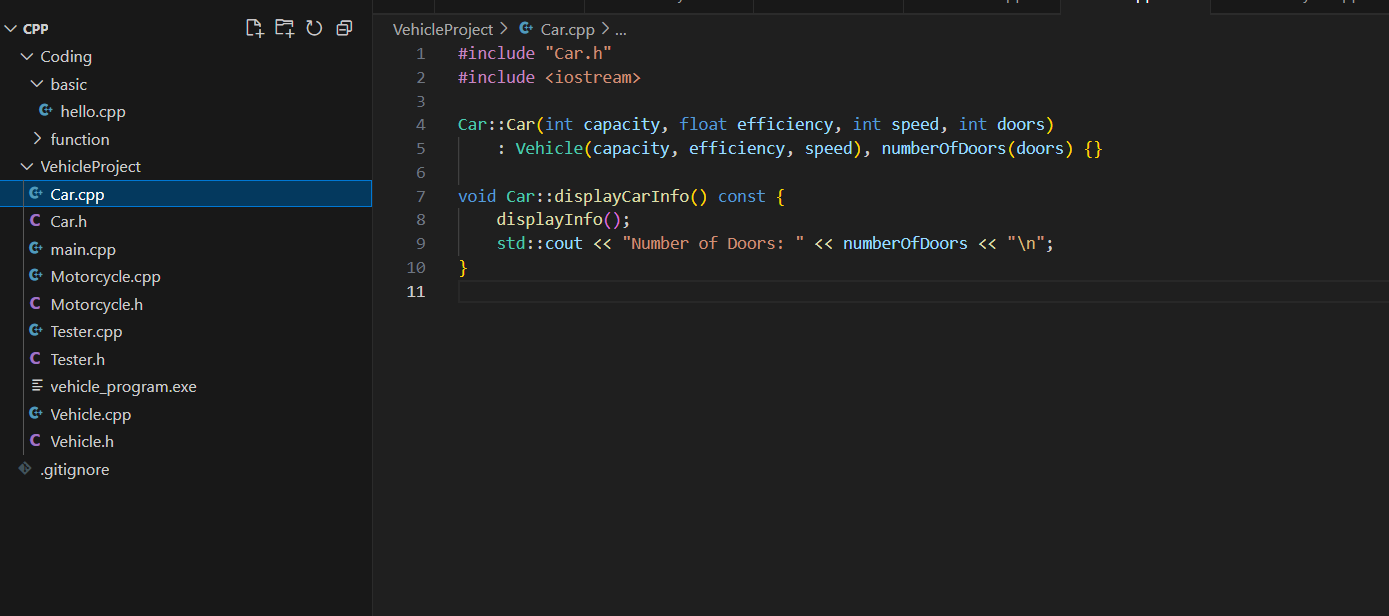 CPP
Coding
basic
hello.cpp
function
VehicleProject
Car.cpp
Car.h
main.cpp
Motorcycle.cpp
Motorcycle.h
Tester.cpp
Tester.h
vehicle_program.exe
Vehicle.cpp
Vehicle.h
.gitignore
VehicleProject > Car.cpp > ...
1 #include "Car.h"
2 #include <iostream>
3
4 Car::Car(int capacity, float efficiency, int speed, int doors)
5 : Vehicle(capacity, efficiency, speed), numberOfDoors(doors) {}
6
7 void Car::displayCarInfo() const {
8 displayInfo();
9 std::cout << "Number of Doors: " << numberOfDoors << "\n";
10 }
11